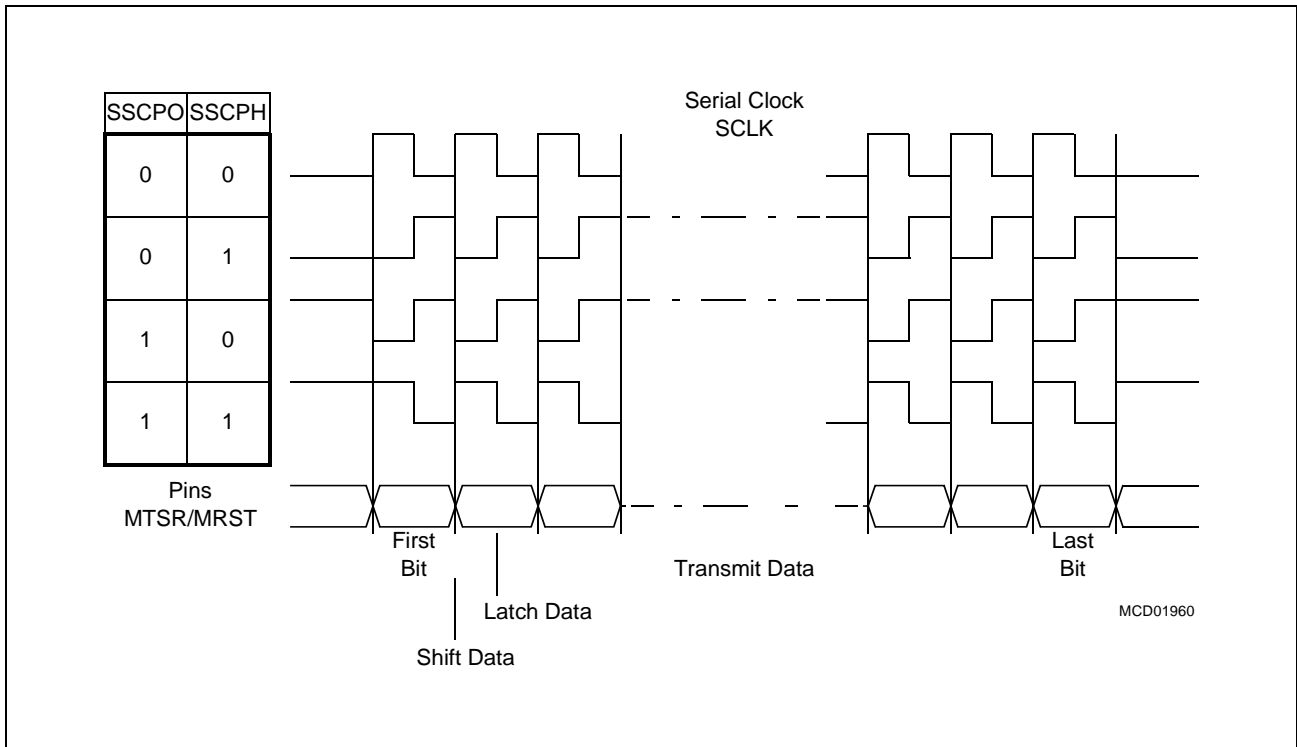 SSCPO SSCPH
Serial Clock
SCLK
0 0
0 1
1 0
1 1
Pins
MTSR/MRST
First
Bit
Last
Bit
Transmit Data
Latch Data
Shift Data
MCD01960